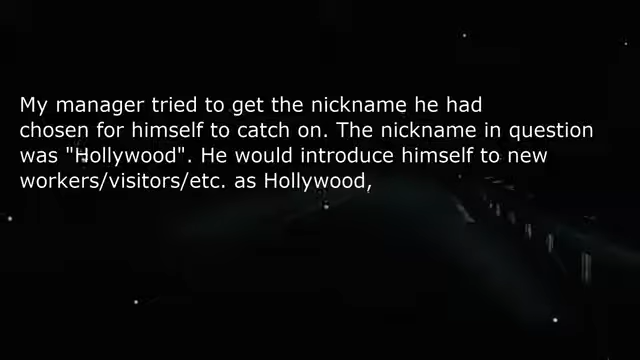 My manager tried to get the nickname he had
chosen for himself to catch on. The nickname in question
was "Hollywood". He would introduce himself to new
workers/visitors/etc. as Hollywood,